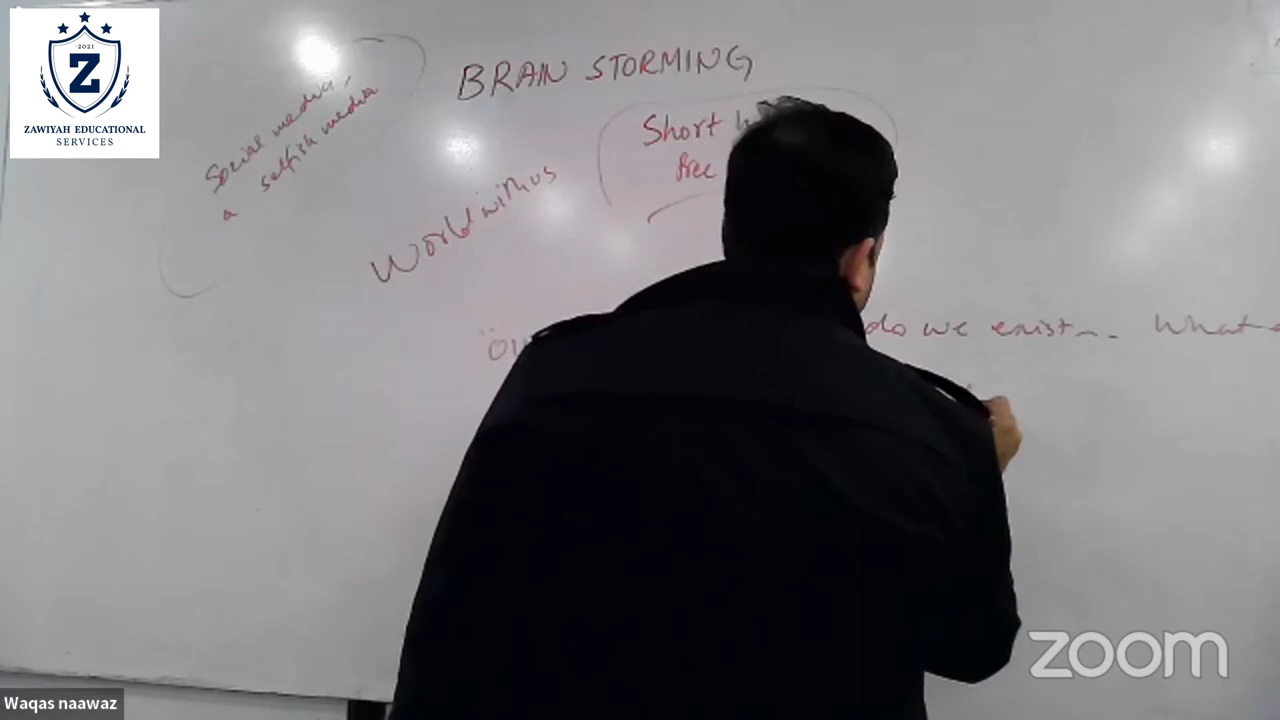 ·2021·
Z
ZAWIYAH EDUCATIONAL
SERVICES
BRAIN STORMING
Social media,
a selfish media
Short
World with us
do we exist... What
Waqas naawaz
zoom